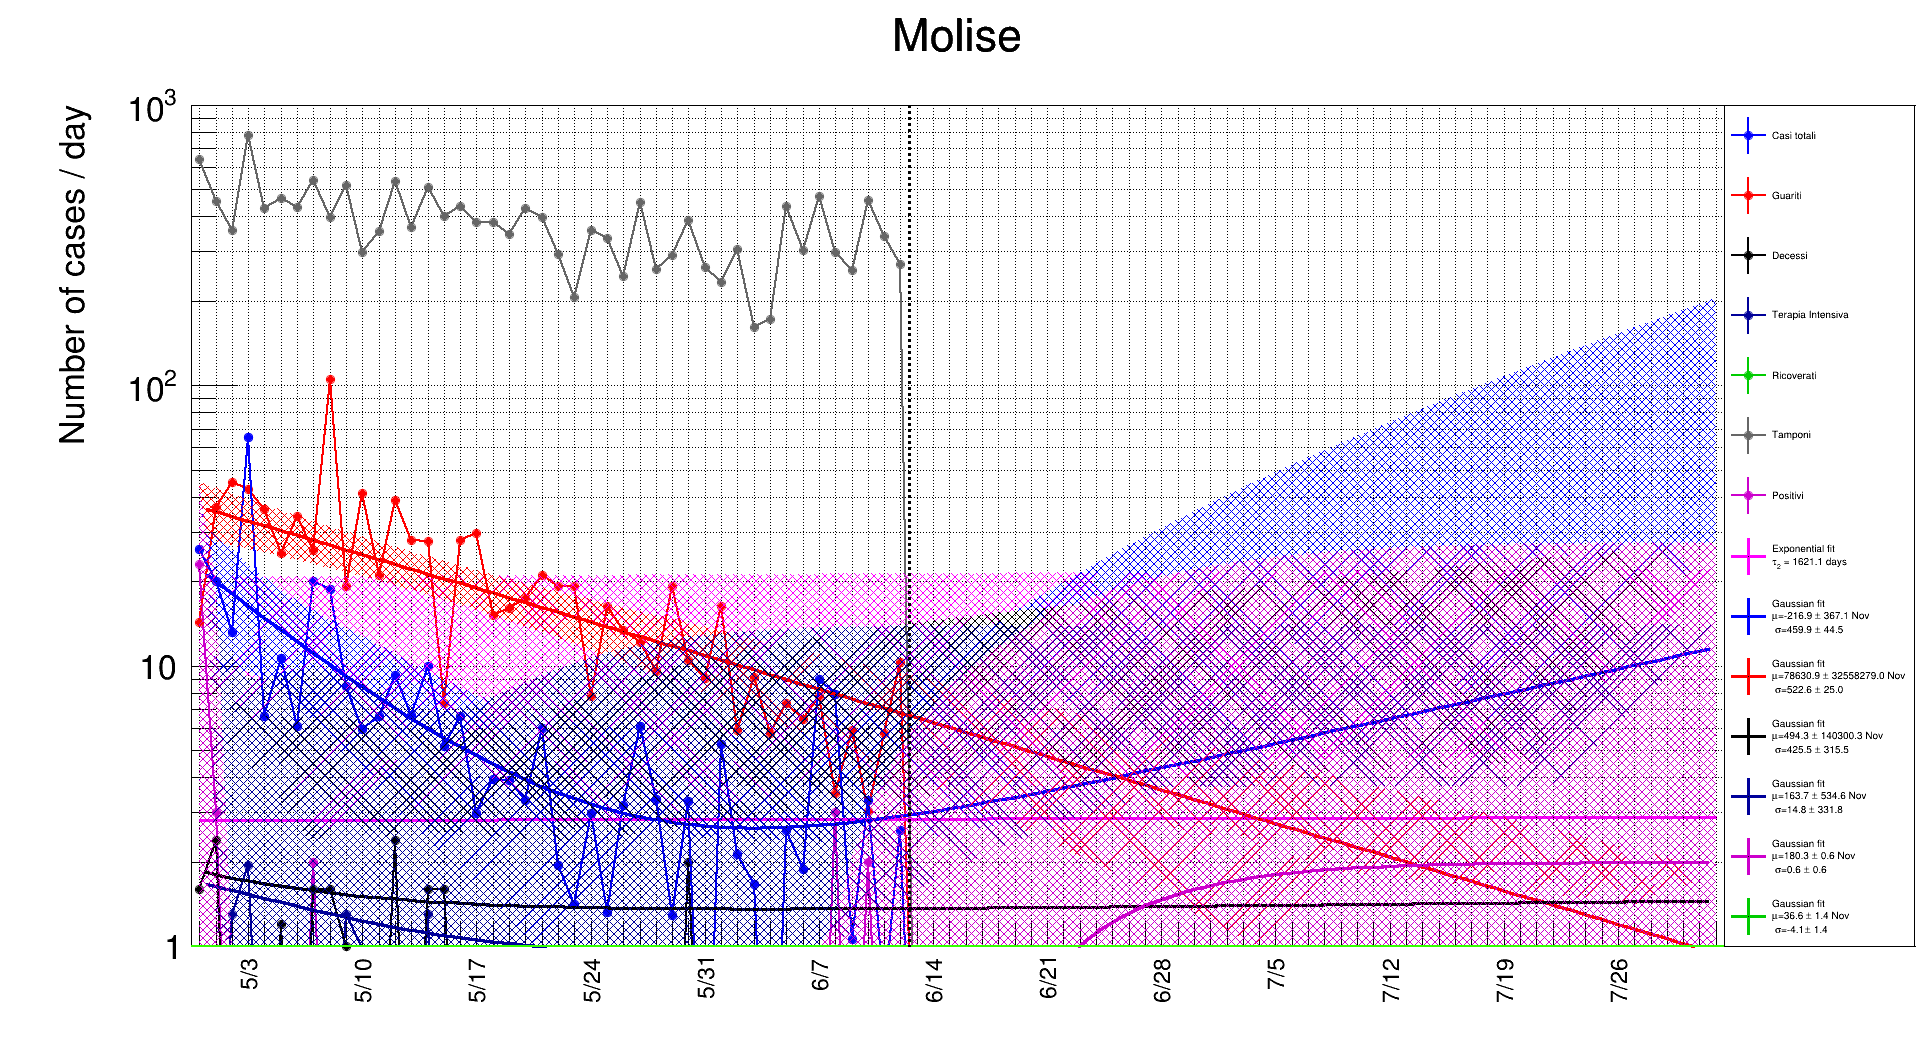 Molise
Number of cases / day
10³
10²
10
1
5/3
5/10
5/17
5/24
5/31
6/7
6/14
6/21
6/28
7/5
7/12
7/19
7/26
Casi totali
Guariti
Decessi
Terapia Intensiva
Ricoverati
Tamponi
Positivi
Exponential fit
τ₂ = 1621.1 days
Gaussian fit
μ=-216.9 ± 367.1 Nov
σ=459.9 ± 44.5
Gaussian fit
μ=78630.9 ± 32558279.0 Nov
σ=522.6 ± 25.0
Gaussian fit
μ=494.3 ± 140300.3 Nov
σ=425.5 ± 315.5
Gaussian fit
μ=163.7 ± 534.6 Nov
σ=14.8 ± 331.8
Gaussian fit
μ=180.3 ± 0.6 Nov
σ=0.6 ± 0.6
Gaussian fit
μ=36.6 ± 1.4 Nov
σ=-4.1± 1.4